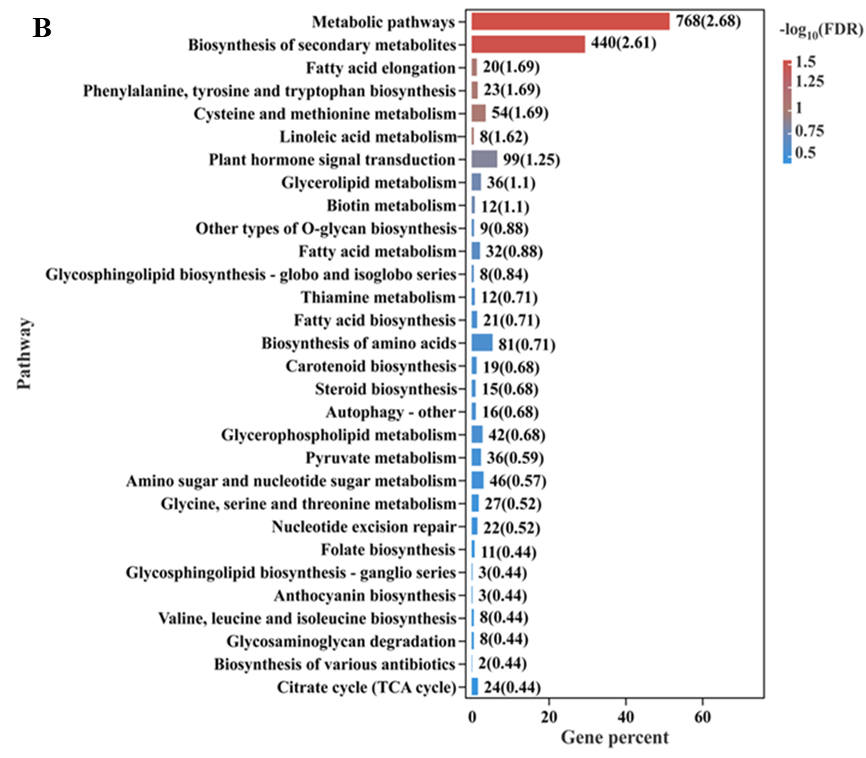 B
-log10(FDR)
1.5
1.25
1
0.75
0.5
Pathway
Metabolic pathways 768(2.68)
Biosynthesis of secondary metabolites 440(2.61)
Fatty acid elongation 20(1.69)
Phenylalanine, tyrosine and tryptophan biosynthesis 23(1.69)
Cysteine and methionine metabolism 54(1.69)
Linoleic acid metabolism 8(1.62)
Plant hormone signal transduction 99(1.25)
Glycerolipid metabolism 36(1.1)
Biotin metabolism 12(1.1)
Other types of O-glycan biosynthesis 9(0.88)
Fatty acid metabolism 32(0.88)
Glycosphingolipid biosynthesis - globo and isoglobo series 8(0.84)
Thiamine metabolism 12(0.71)
Fatty acid biosynthesis 21(0.71)
Biosynthesis of amino acids 81(0.71)
Carotenoid biosynthesis 19(0.68)
Steroid biosynthesis 15(0.68)
Autophagy - other 16(0.68)
Glycerophospholipid metabolism 42(0.68)
Pyruvate metabolism 36(0.59)
Amino sugar and nucleotide sugar metabolism 46(0.57)
Glycine, serine and threonine metabolism 27(0.52)
Nucleotide excision repair 22(0.52)
Folate biosynthesis 11(0.44)
Glycosphingolipid biosynthesis - ganglio series 3(0.44)
Anthocyanin biosynthesis 3(0.44)
Valine, leucine and isoleucine biosynthesis 8(0.44)
Glycosaminoglycan degradation 8(0.44)
Biosynthesis of various antibiotics 2(0.44)
Citrate cycle (TCA cycle) 24(0.44)
0 20 40 60
Gene percent